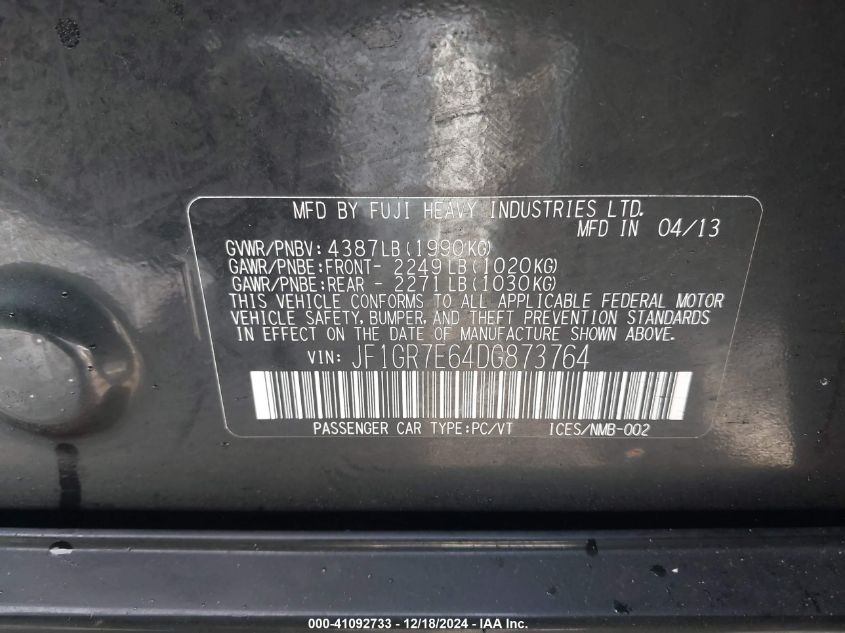 MFD BY FUJI HEAVY INDUSTRIES LTD.
MFD IN 04/13
GVWR/PNBV: 4387LB (1990KG)
GAWR/PNBE:FRONT- 2249LB (1020KG)
GAWR/PNBE:REAR - 2271LB (1030KG)
THIS VEHICLE CONFORMS TO ALL APPLICABLE FEDERAL MOTOR
VEHICLE SAFETY, BUMPER, AND THEFT PREVENTION STANDARDS
IN EFFECT ON THE DATE OF MANUFACTURE SHOWN ABOVE.
VIN: JF1GR7E64DG873764
PASSENGER CAR TYPE:PC/VT ICES/NMB-002
000-41092733 - 12/18/2024 - IAA Inc.